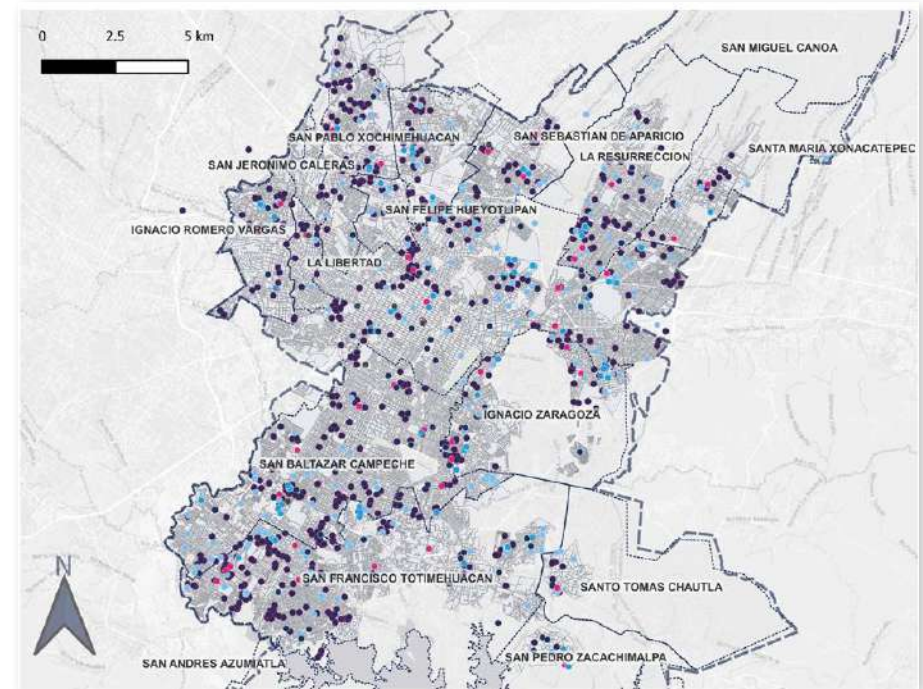 0 2.5 5 km
SAN MIGUEL CANOA
SAN PABLO XOCHIMEHUACAN
SAN SEBASTIAN DE APARICIO
SANTA MARIA XONACATEPEC
LA RESURRECCION
SAN JERONIMO CALERAS
SAN FELIPE HUEYOTLIPAN
IGNACIO ROMERO VARGAS
LA LIBERTAD
IGNACIO ZARAGOZA
SAN BALTAZAR CAMPECHE
N
SAN FRANCISCO TOTIMEHUACAN
SANTO TOMAS CHAUTLA
SAN ANDRES AZUMIATLA
SAN PEDRO ZACACHIMALPA